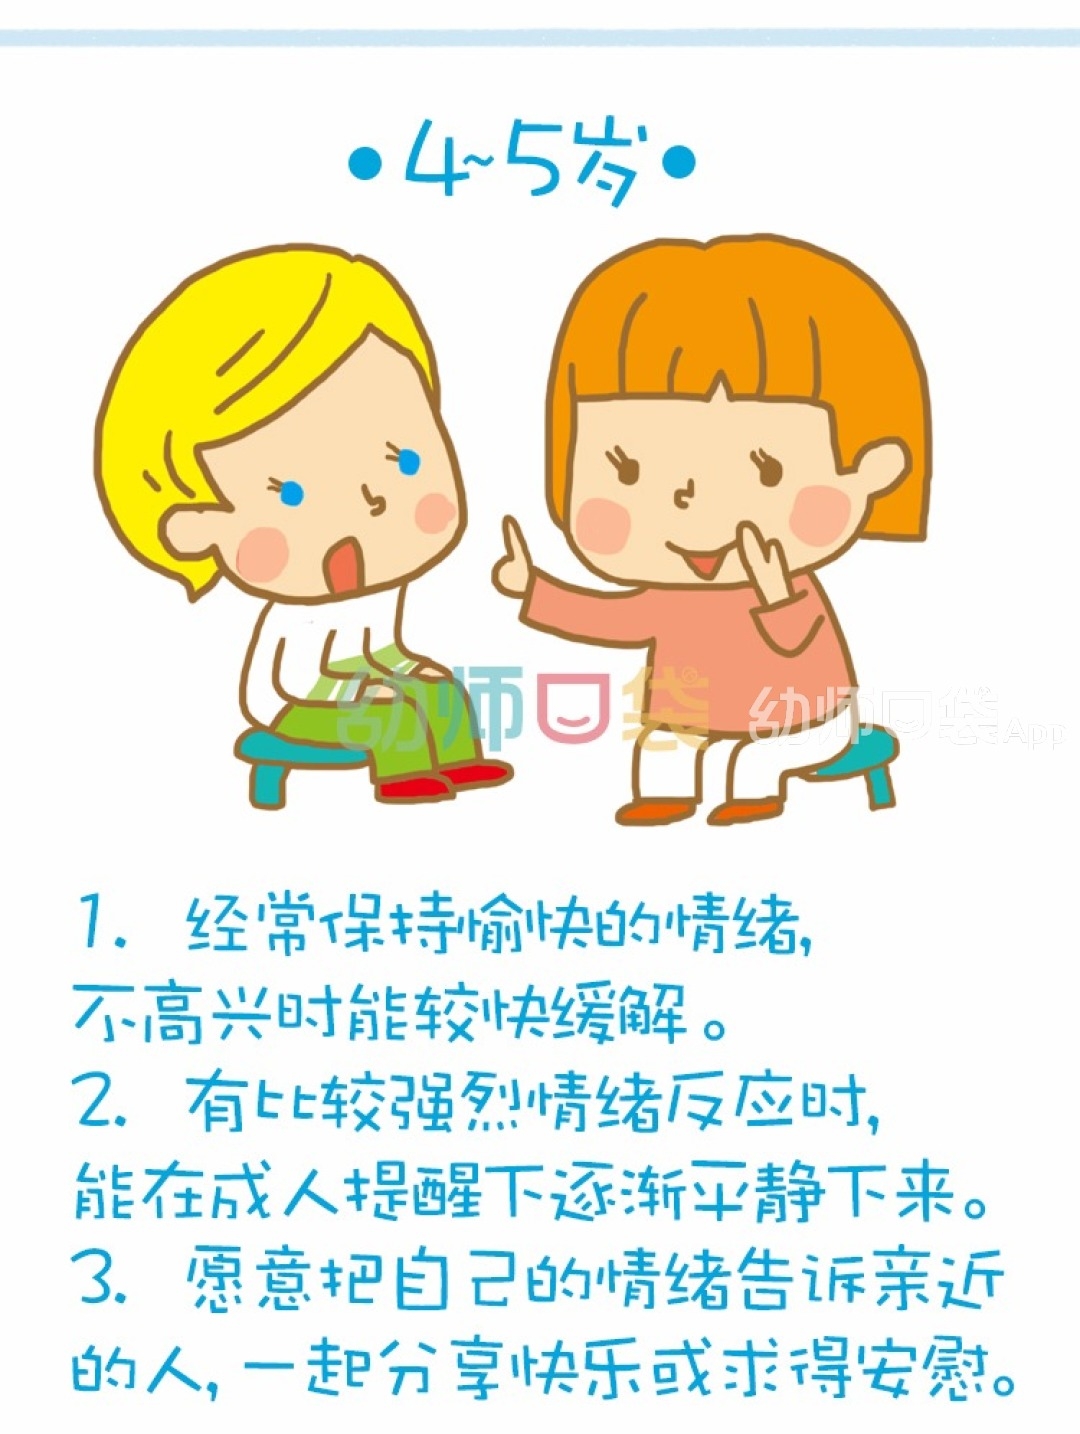 •4~5岁•
幼师口袋®
幼师口袋App
1. 经常保持愉快的情绪,
不高兴时能较快缓解。
2. 有比较强烈情绪反应时,
能在成人提醒下逐渐平静下来。
3. 愿意把自己的情绪告诉亲近
的人,一起分享快乐或求得安慰。